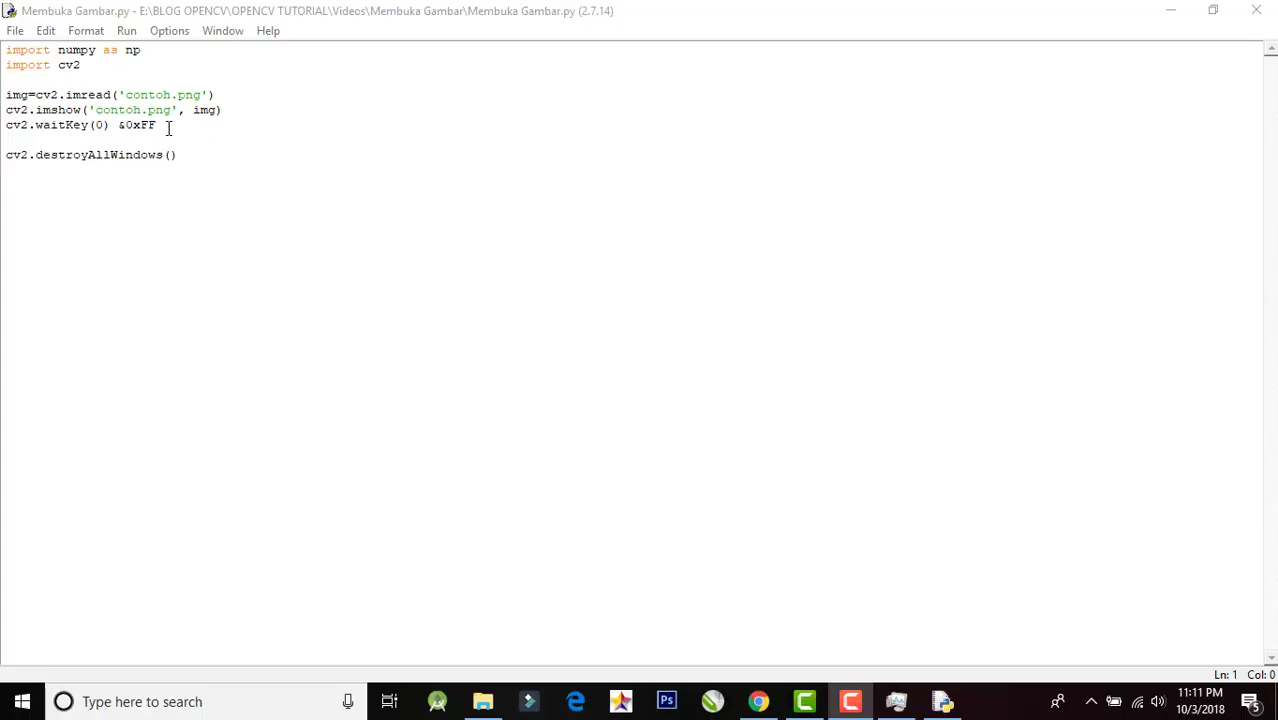 Membuka Gambar.py - E:\BLOG OPENCV\OPENCV TUTORIAL\Videos\Membuka Gambar\Membuka Gambar.py (2.7.14)
File Edit Format Run Options Window Help
import numpy as np
import cv2
img=cv2.imread('contoh.png')
cv2.imshow('contoh.png', img)
cv2.waitKey(0) &0xFF
cv2.destroyAllWindows()
Ln: 1 Col: 0
Type here to search
Ps
11:11 PM
10/3/2018
5